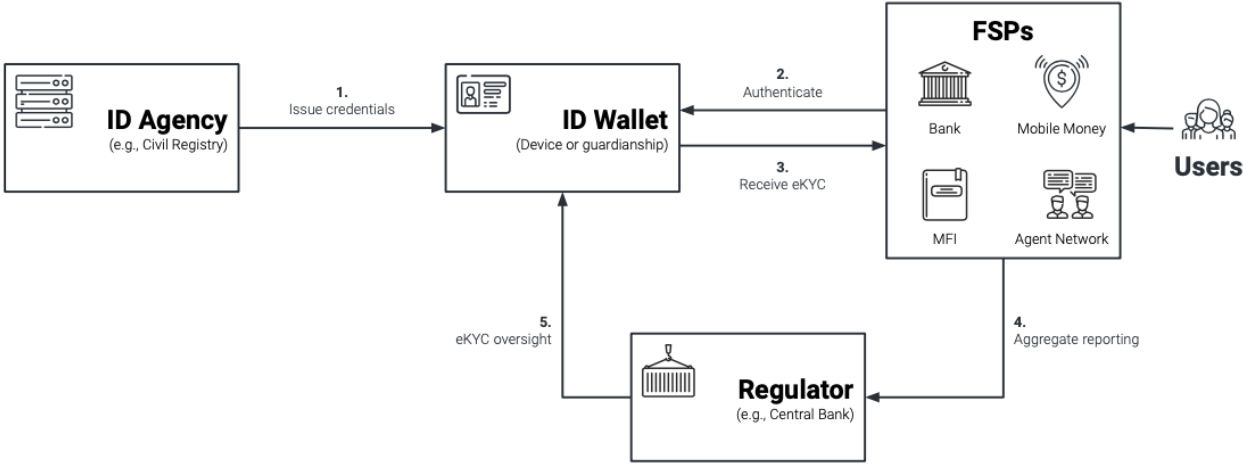 FSPs
ID Agency
(e.g., Civil Registry)
1.
Issue credentials
ID Wallet
(Device or guardianship)
2.
Authenticate
3.
Receive eKYC
Bank
Mobile Money
MFI
Agent Network
Users
5.
eKYC oversight
4.
Aggregate reporting
Regulator
(e.g., Central Bank)